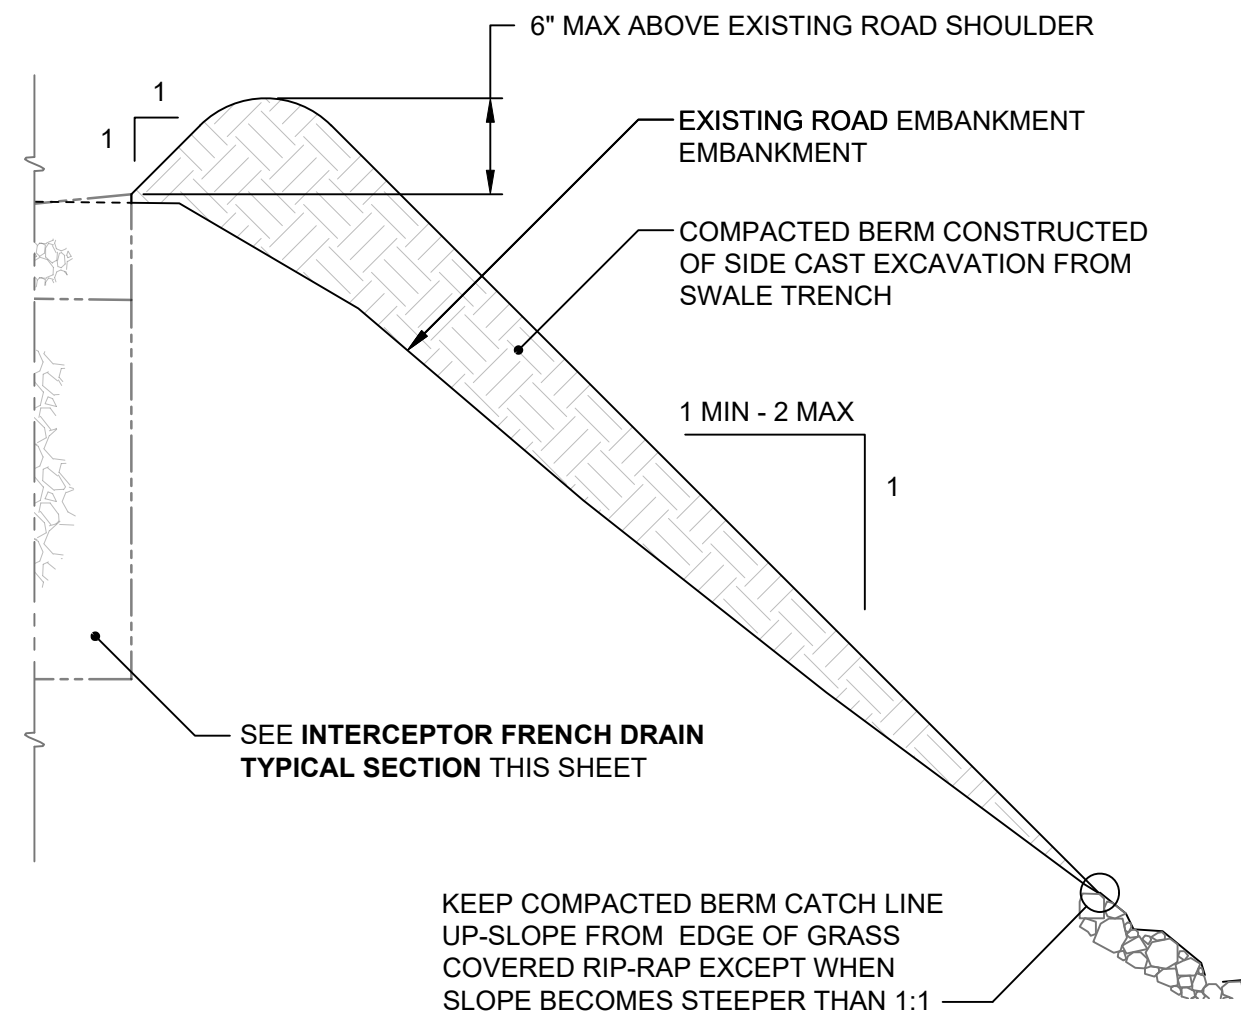 6" MAX ABOVE EXISTING ROAD SHOULDER
1
1
EXISTING ROAD EMBANKMENT
EMBANKMENT
COMPACTED BERM CONSTRUCTED
OF SIDE CAST EXCAVATION FROM
SWALE TRENCH
1 MIN - 2 MAX
1
SEE INTERCEPTOR FRENCH DRAIN
TYPICAL SECTION THIS SHEET
KEEP COMPACTED BERM CATCH LINE
UP-SLOPE FROM EDGE OF GRASS
COVERED RIP-RAP EXCEPT WHEN
SLOPE BECOMES STEEPER THAN 1:1